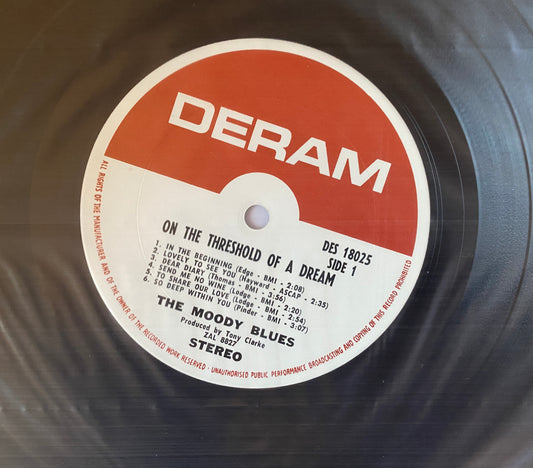 DERAM
DES 18025
SIDE 1
ON THE THRESHOLD OF A DREAM
1. IN THE BEGINNING (Edge - BMI - 2:08)
2. LOVELY TO SEE YOU (Hayward - ASCAP - 2:35)
3. DEAR DIARY (Thomas - BMI - 3:56)
4. SEND ME NO WINE (Lodge - BMI - 2:20)
5. TO SHARE OUR LOVE (Lodge - BMI - 2:54)
6. SO DEEP WITHIN YOU (Pinder - BMI - 3:07)
THE MOODY BLUES
Produced by Tony Clarke
ZAL 8827
STEREO
ALL RIGHTS OF THE MANUFACTURER AND OF THE OWNER OF THE RECORDED WORK RESERVED · UNAUTHORISED PUBLIC PERFORMANCE BROADCASTING AND COPYING OF THIS RECORD PROHIBITED